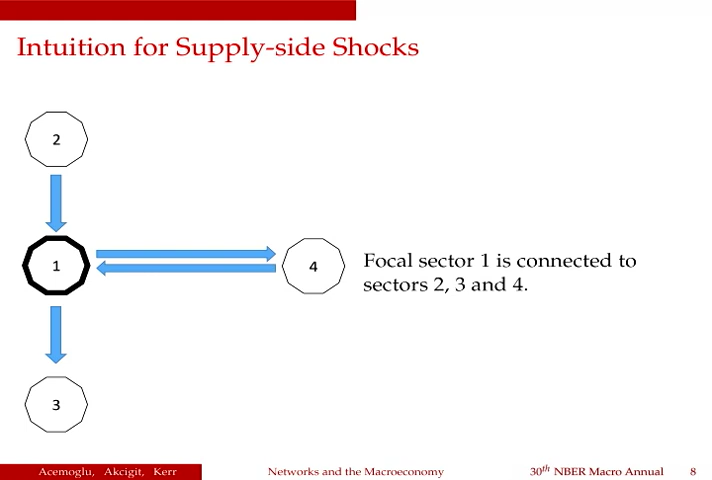 Intuition for Supply-side Shocks
2
1
4
Focal sector 1 is connected to
sectors 2, 3 and 4.
3
Acemoglu, Akcigit, Kerr
Networks and the Macroeconomy
30th NBER Macro Annual
8